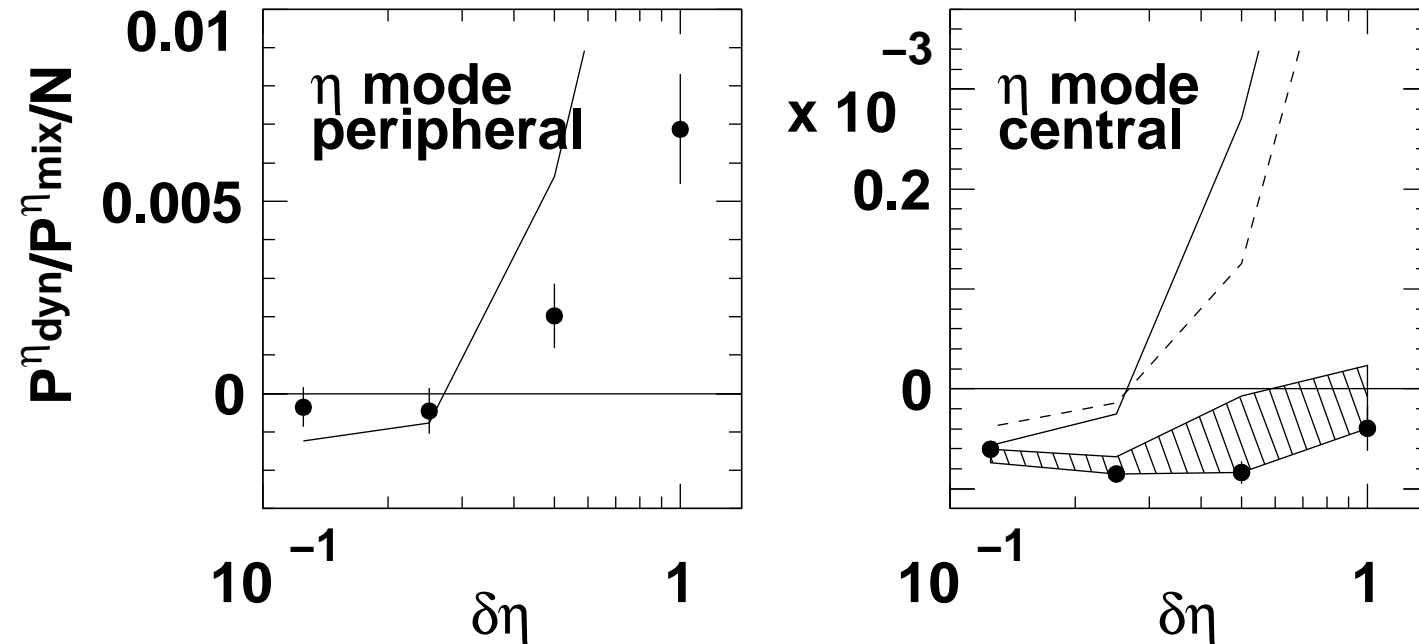 P^η_dyn/P^η_mix/N
0.01
0.005
0
η mode
peripheral
10^−1
1
δη
x 10^−3
0.2
0
η mode
central
10^−1
1
δη